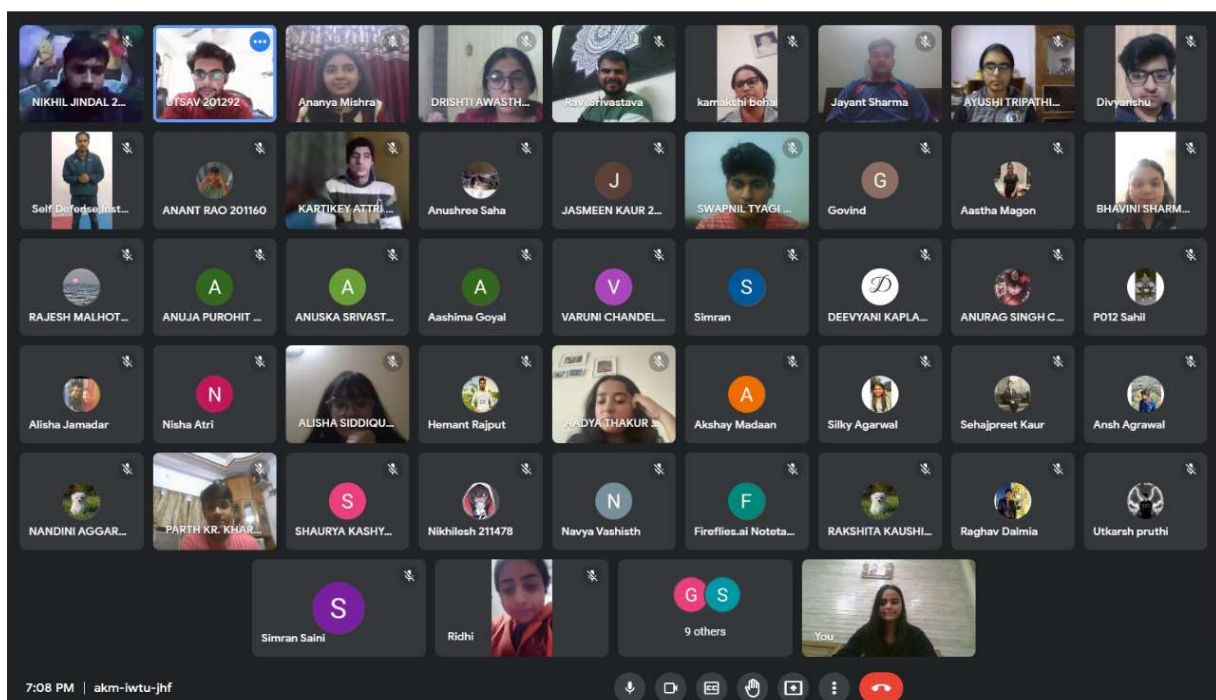 NIKHIL JINDAL 2...
UTSAV 201292
Ananya Mishra
DRISHTI AWASTH...
Ravi Srivastava
kamakshi behal
Jayant Sharma
AYUSHI TRIPATHI...
Divyanshu
Self Defense Inst...
ANANT RAO 201160
KARTIKEY ATTRI ...
Anushree Saha
J
JASMEEN KAUR 2...
SWAPNIL TYAGI ...
G
Govind
Aastha Magon
BHAVINI SHARM...
RAJESH MALHOT...
A
ANUJA PUROHIT ...
A
ANUSKA SRIVAST...
A
Aashima Goyal
V
VARUNI CHANDEL...
S
Simran
D
DEEVYANI KAPLA...
ANURAG SINGH C...
P012 Sahil
Alisha Jamadar
N
Nisha Atri
ALISHA SIDDIQU...
Hemant Rajput
AADYA THAKUR ...
A
Akshay Madaan
Silky Agarwal
Sehajpreet Kaur
Ansh Agrawal
NANDINI AGGAR...
PARTH KR. KHAR...
S
SHAURYA KASHY...
Nikhilesh 211478
N
Navya Vashisth
F
Fireflies.ai Noteta...
RAKSHITA KAUSHI...
Raghav Dalmia
Utkarsh pruthi
S
Simran Saini
Ridhi
G S
9 others
You
7:08 PM | akm-iwtu-jhf
CC